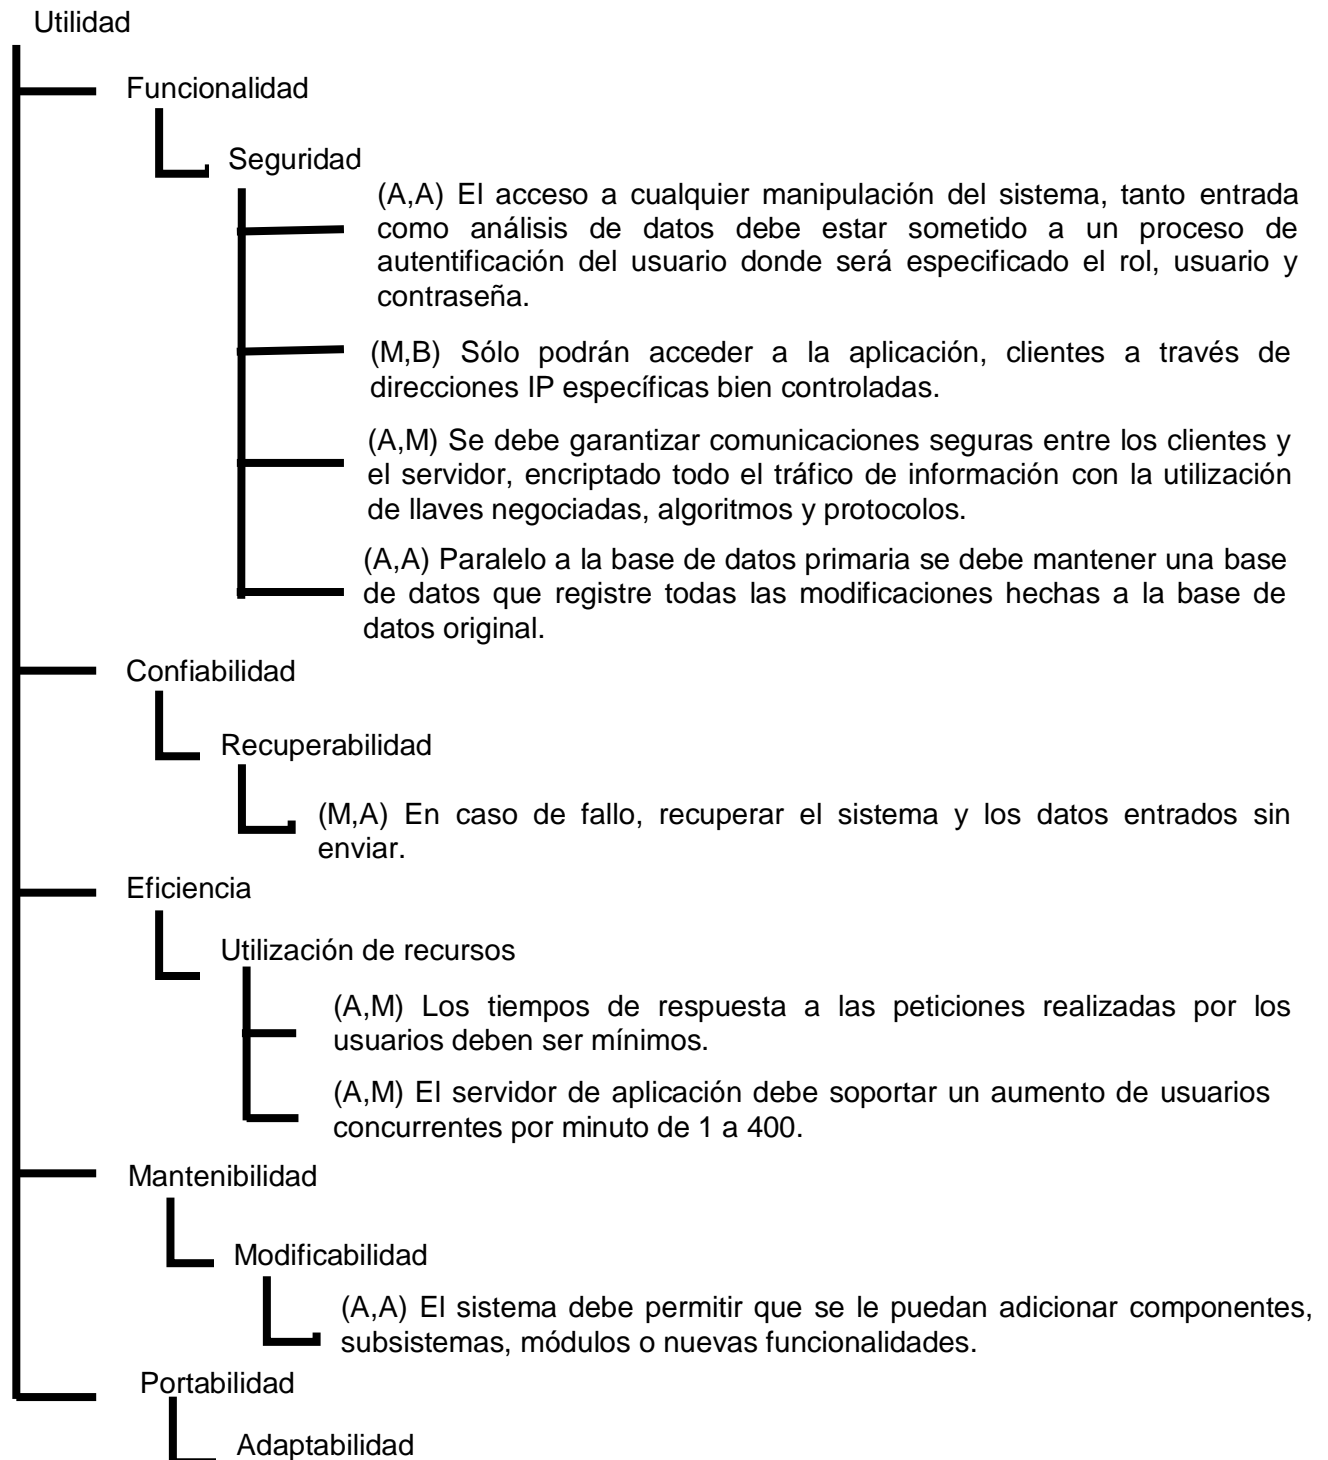 Utilidad
Funcionalidad
Seguridad
(A,A) El acceso a cualquier manipulación del sistema, tanto entrada
como análisis de datos debe estar sometido a un proceso de
autentificación del usuario donde será especificado el rol, usuario y
contraseña.
(M,B) Sólo podrán acceder a la aplicación, clientes a través de
direcciones IP específicas bien controladas.
(A,M) Se debe garantizar comunicaciones seguras entre los clientes y
el servidor, encriptado todo el tráfico de información con la utilización
de llaves negociadas, algoritmos y protocolos.
(A,A) Paralelo a la base de datos primaria se debe mantener una base
de datos que registre todas las modificaciones hechas a la base de
datos original.
Confiabilidad
Recuperabilidad
(M,A) En caso de fallo, recuperar el sistema y los datos entrados sin
enviar.
Eficiencia
Utilización de recursos
(A,M) Los tiempos de respuesta a las peticiones realizadas por los
usuarios deben ser mínimos.
(A,M) El servidor de aplicación debe soportar un aumento de usuarios
concurrentes por minuto de 1 a 400.
Mantenibilidad
Modificabilidad
(A,A) El sistema debe permitir que se le puedan adicionar componentes,
subsistemas, módulos o nuevas funcionalidades.
Portabilidad
Adaptabilidad